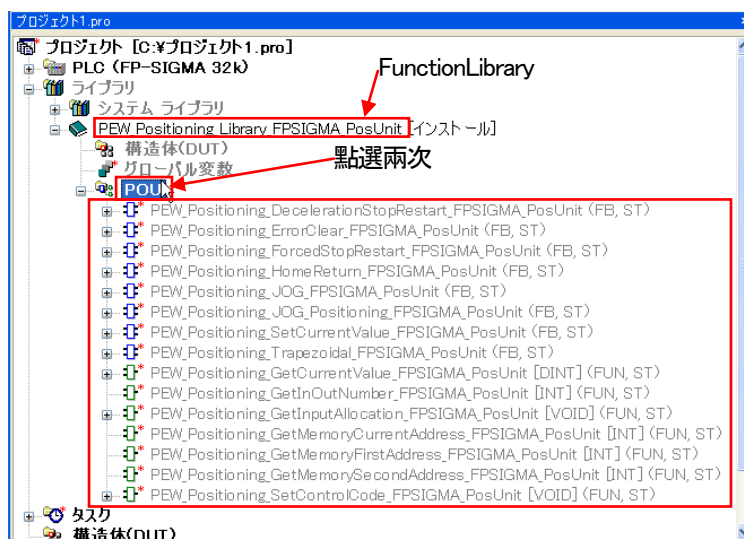 プロジェクト1.pro
プロジェクト [C:¥プロジェクト1.pro]
PLC (FP-SIGMA 32k)
FunctionLibrary
ライブラリ
システム ライブラリ
PEW Positioning Library FPSIGMA PosUnit [インストール]
構造体(DUT)
點選兩次
グローバル変数
POU
PEW_Positioning_DecelerationStopRestart_FPSIGMA_PosUnit (FB, ST)
PEW_Positioning_ErrorClear_FPSIGMA_PosUnit (FB, ST)
PEW_Positioning_ForcedStopRestart_FPSIGMA_PosUnit (FB, ST)
PEW_Positioning_HomeReturn_FPSIGMA_PosUnit (FB, ST)
PEW_Positioning_JOG_FPSIGMA_PosUnit (FB, ST)
PEW_Positioning_JOG_Positioning_FPSIGMA_PosUnit (FB, ST)
PEW_Positioning_SetCurrentValue_FPSIGMA_PosUnit (FB, ST)
PEW_Positioning_Trapezoidal_FPSIGMA_PosUnit (FB, ST)
PEW_Positioning_GetCurrentValue_FPSIGMA_PosUnit [DINT] (FUN, ST)
PEW_Positioning_GetInOutNumber_FPSIGMA_PosUnit [INT] (FUN, ST)
PEW_Positioning_GetInputAllocation_FPSIGMA_PosUnit [VOID] (FUN, ST)
PEW_Positioning_GetMemoryCurrentAddress_FPSIGMA_PosUnit [INT] (FUN, ST)
PEW_Positioning_GetMemoryFirstAddress_FPSIGMA_PosUnit [INT] (FUN, ST)
PEW_Positioning_GetMemorySecondAddress_FPSIGMA_PosUnit [INT] (FUN, ST)
PEW_Positioning_SetControlCode_FPSIGMA_PosUnit [VOID] (FUN, ST)
タスク
構造体(DUT)